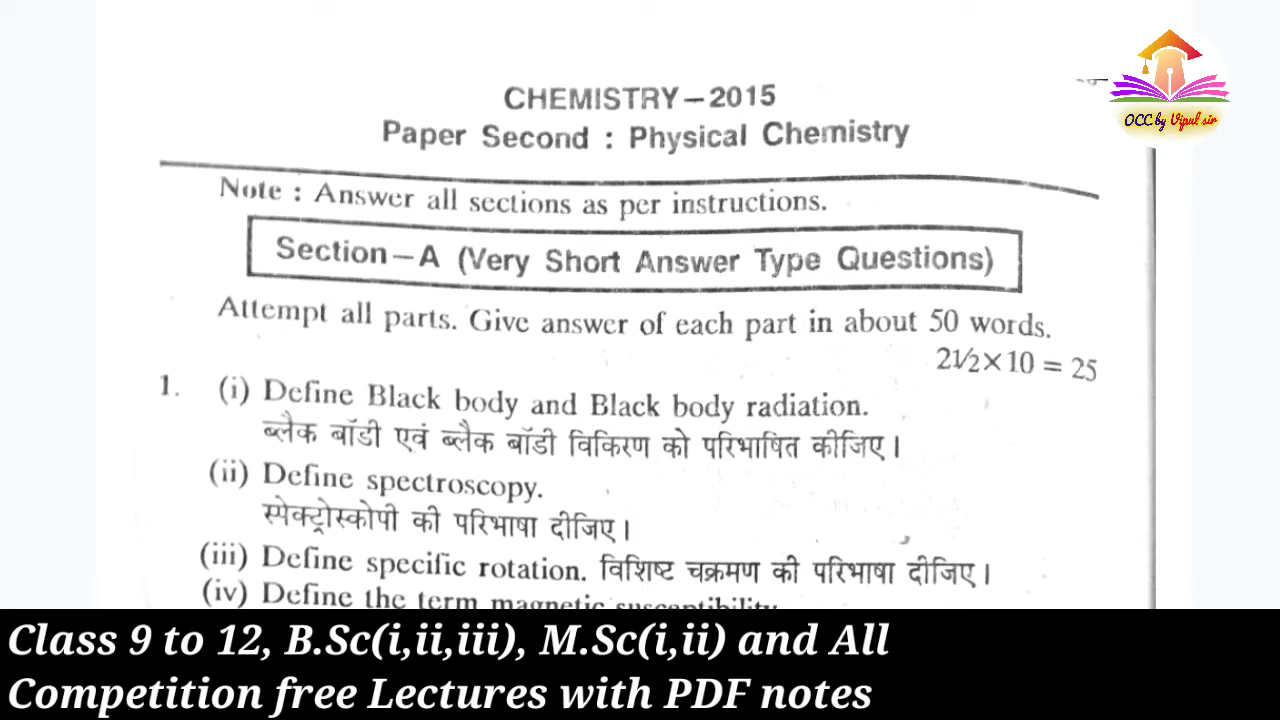 OCC by Vipul sir
CHEMISTRY–2015
Paper Second : Physical Chemistry
Note : Answer all sections as per instructions.
Section–A (Very Short Answer Type Questions)
Attempt all parts. Give answer of each part in about 50 words.
2½×10 = 25
1. (i) Define Black body and Black body radiation.
ब्लैक बॉडी एवं ब्लैक बॉडी विकिरण को परिभाषित कीजिए।
(ii) Define spectroscopy.
स्पेक्ट्रोस्कोपी की परिभाषा दीजिए।
(iii) Define specific rotation. विशिष्ट चक्रमण की परिभाषा दीजिए।
(iv) Define the term magnetic susceptibility
Class 9 to 12, B.Sc(i,ii,iii), M.Sc(i,ii) and All
Competition free Lectures with PDF notes